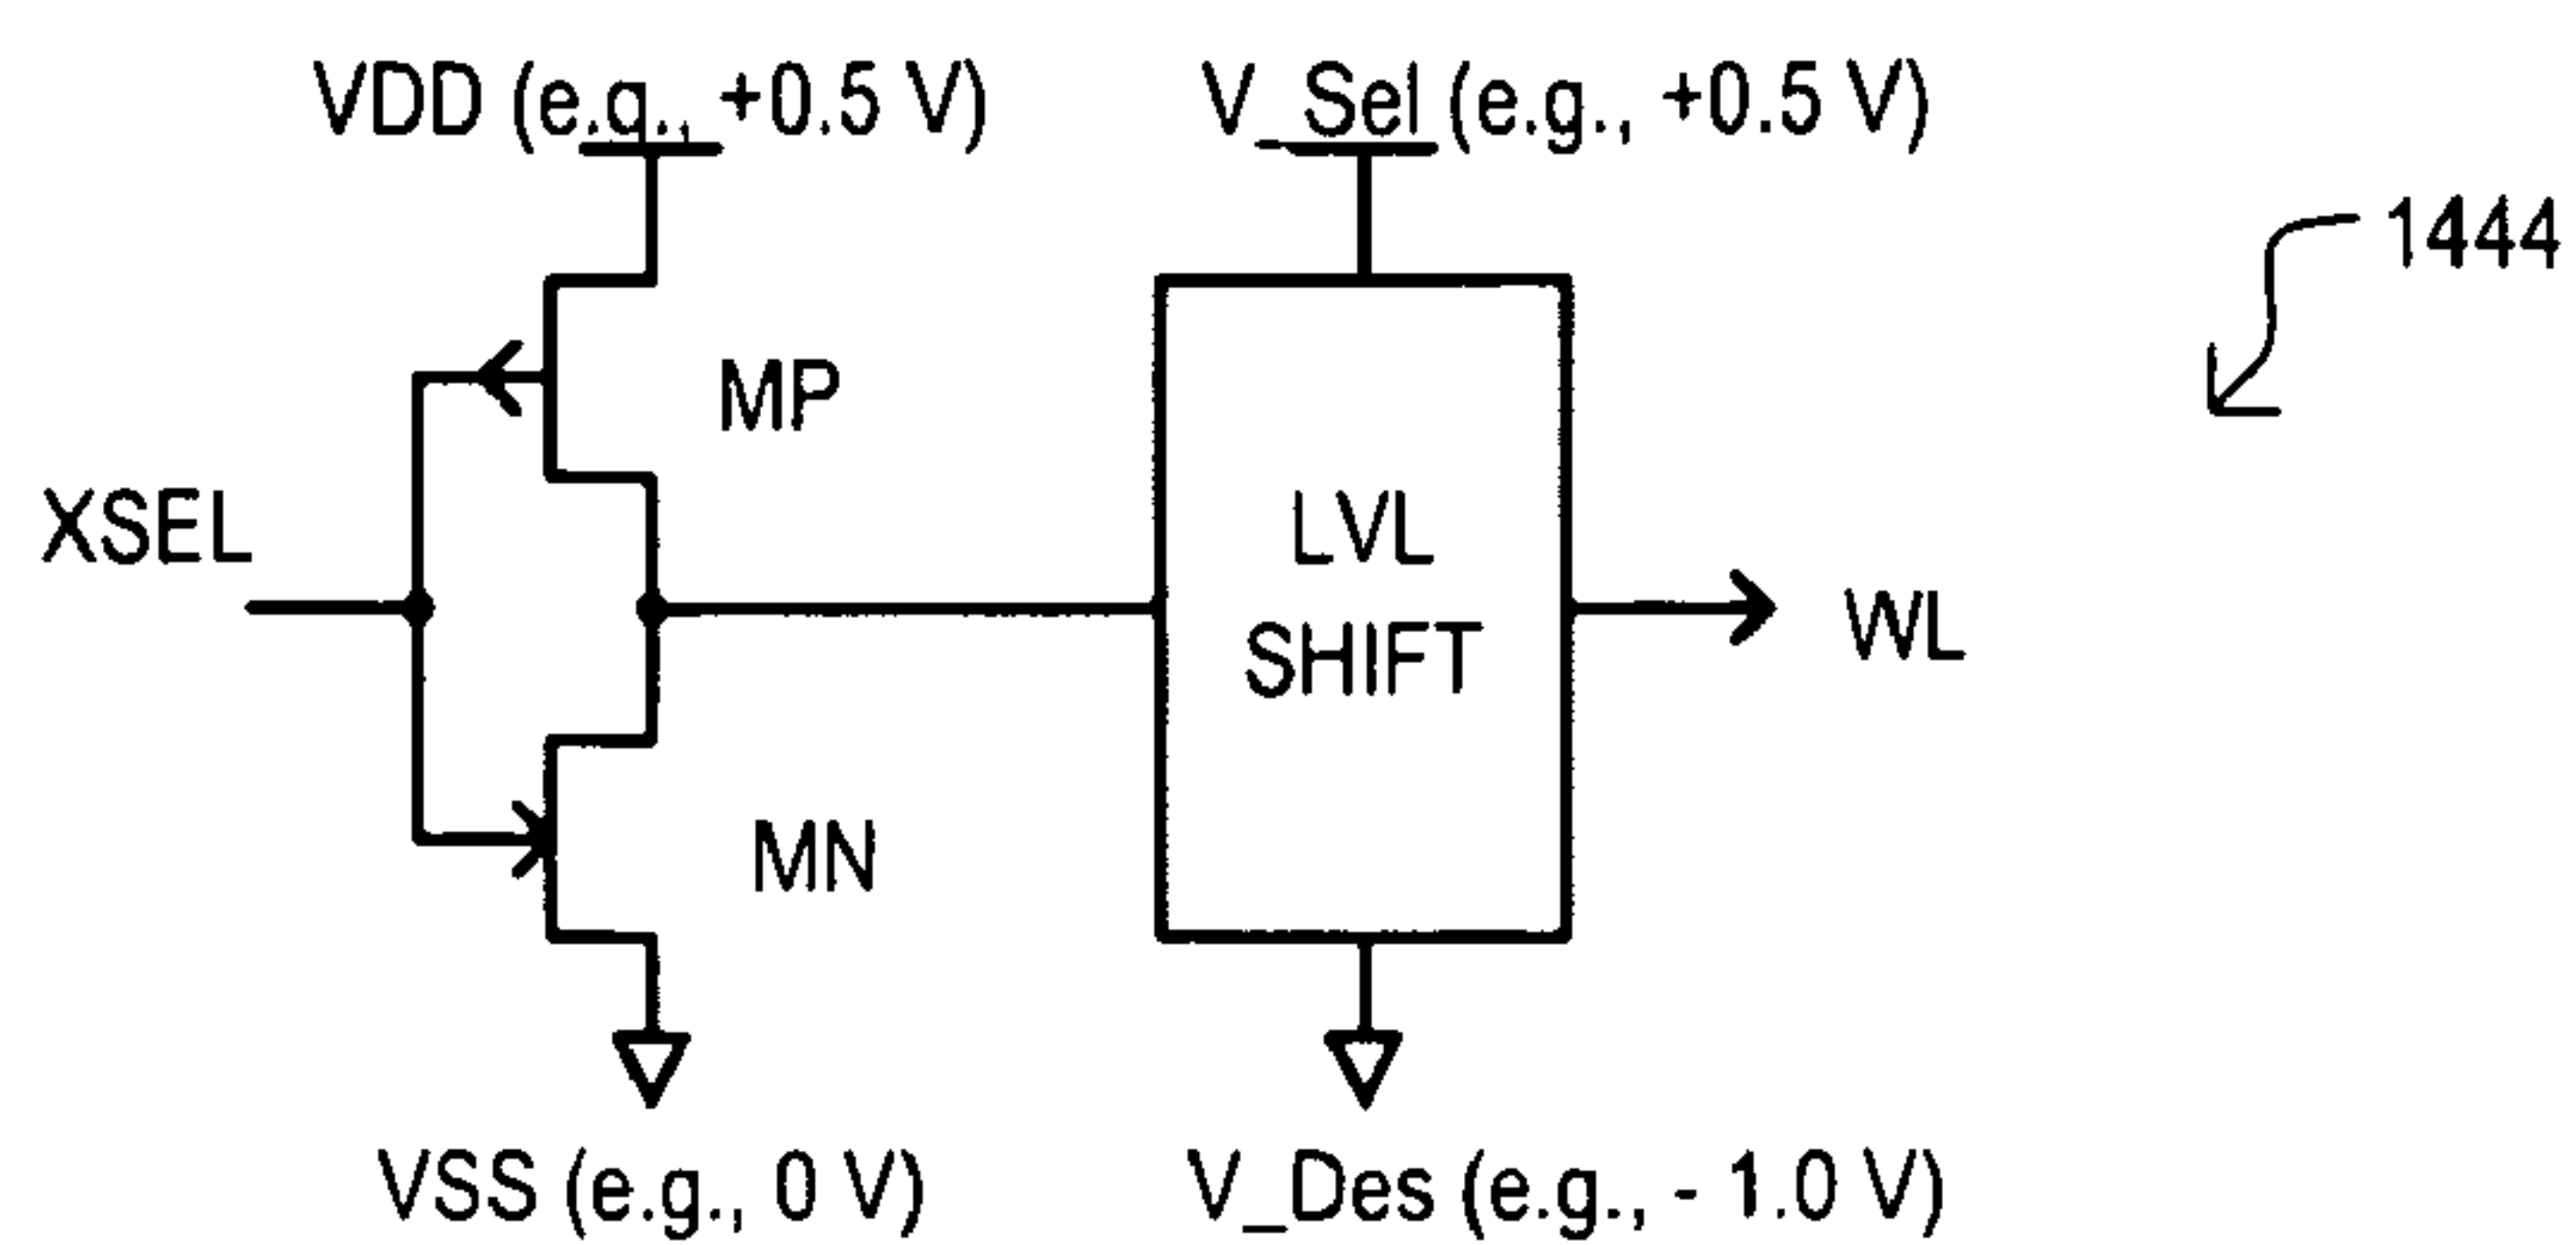 VDD (e.g., +0.5 V)
V_Sel (e.g., +0.5 V)
1444
MP
XSEL
LVL
SHIFT
WL
MN
VSS (e.g., 0 V)
V_Des (e.g., - 1.0 V)